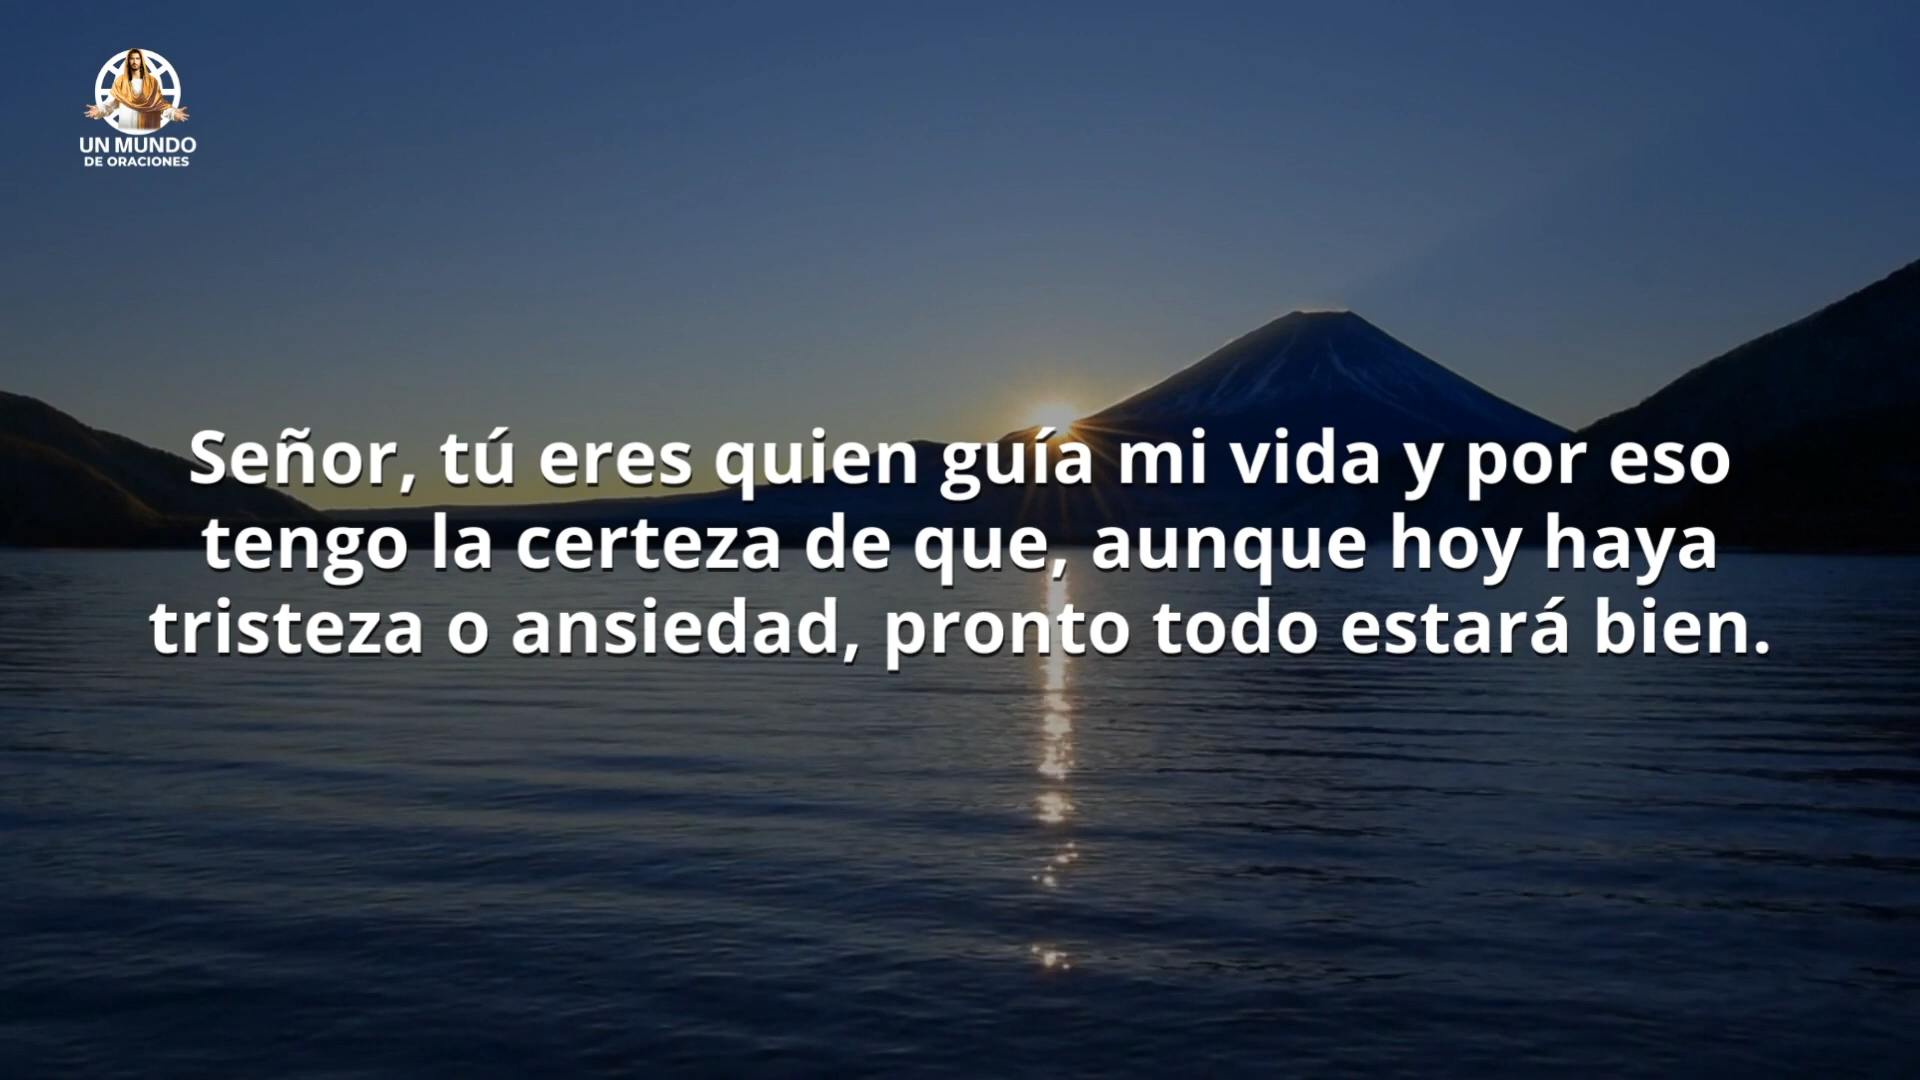 UN MUNDO
DE ORACIONES
Señor, tú eres quien guía mi vida y por eso
tengo la certeza de que, aunque hoy haya
tristeza o ansiedad, pronto todo estará bien.